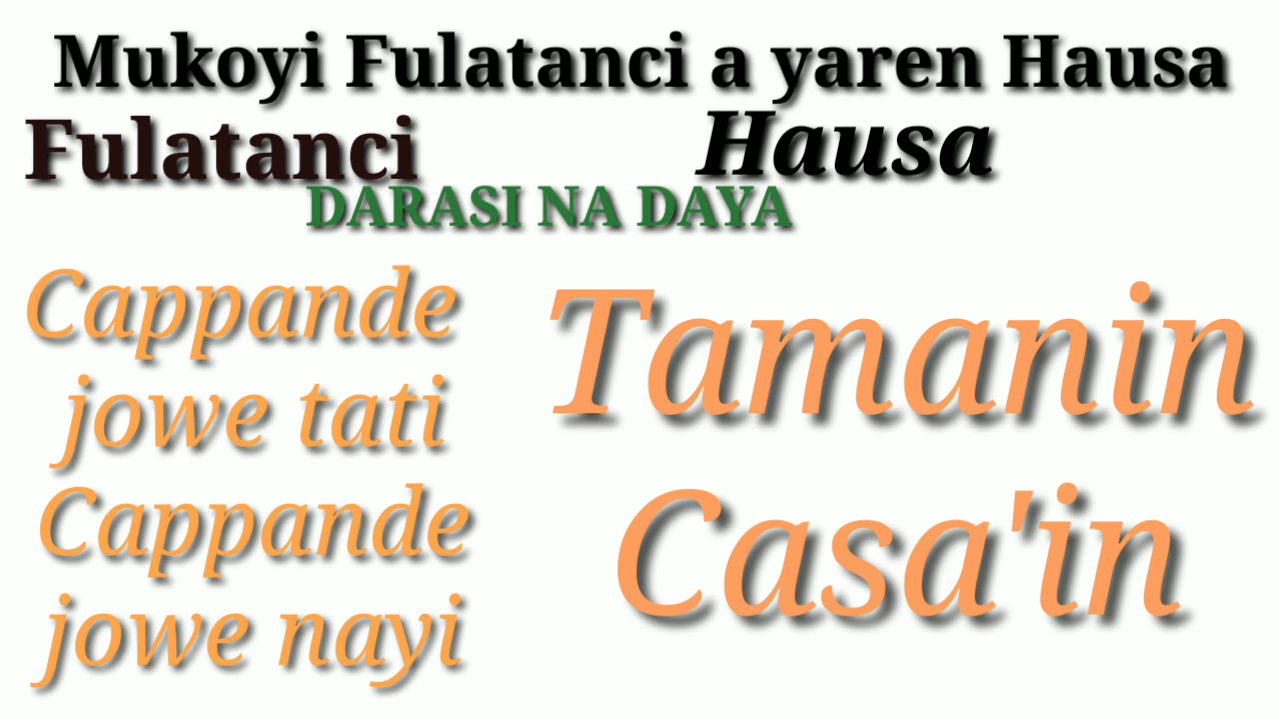 Mukoyi Fulatanci a yaren Hausa
Fulatanci
Hausa
DARASI NA DAYA
Cappande
jowe tati
Cappande
jowe nayi
Tamanin
Casa'in